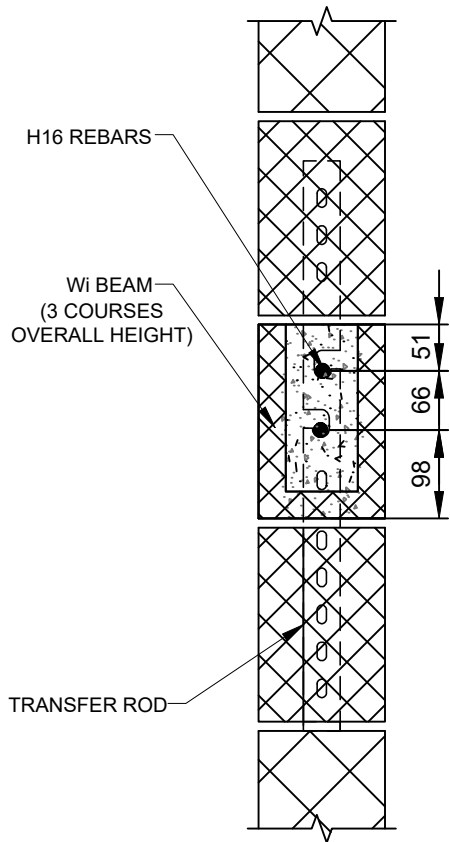 H16 REBARS
Wi BEAM
(3 COURSES
OVERALL HEIGHT)
51
66
98
TRANSFER ROD